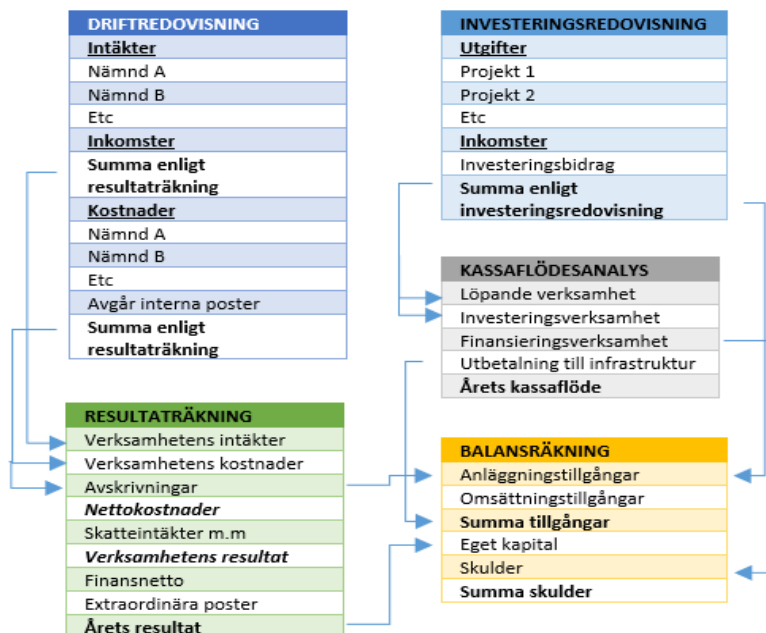 DRIFTREDOVISNING
Intäkter
Nämnd A
Nämnd B
Etc
Inkomster
Summa enligt
resultaträkning
Kostnader
Nämnd A
Nämnd B
Etc
Avgår interna poster
Summa enligt
resultaträkning
INVESTERINGSREDOVISNING
Utgifter
Projekt 1
Projekt 2
Etc
Inkomster
Investeringsbidrag
Summa enligt
investeringsredovisning
KASSAFLÖDESANALYS
Löpande verksamhet
Investeringsverksamhet
Finansieringsverksamhet
Utbetalning till infrastruktur
Årets kassaflöde
RESULTATRÄKNING
Verksamhetens intäkter
Verksamhetens kostnader
Avskrivningar
Nettokostnader
Skatteintäkter m.m
Verksamhetens resultat
Finansnetto
Extraordinära poster
Årets resultat
BALANSRÄKNING
Anläggningstillgångar
Omsättningstillgångar
Summa tillgångar
Eget kapital
Skulder
Summa skulder